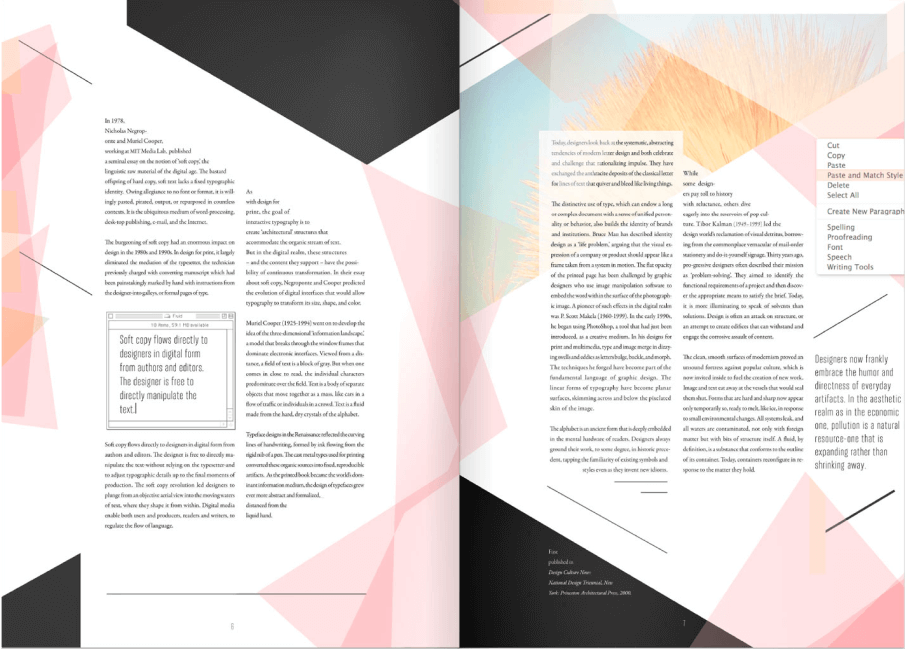 In 1978,
Nicholas Negrop-
onte and Muriel Cooper,
working at MIT Media Lab, published
a seminal essay on the notion of 'soft copy,' the
linguistic raw material of the digital age. The bastard
offspring of hard copy, soft text lacks a fixed typographic
identity. Owing allegiance to no font or format, it is will-
ingly pasted, pirated, output, or repurposed in countless
contexts. It is the ubiquitous medium of word-processing,
desk-top publishing, e-mail, and the Internet.
The burgeoning of soft copy had an enormous impact on
design in the 1980s and 1990s. In design for print, it largely
eliminated the mediation of the typesetter, the technician
previously charged with converting manuscript which had
been painstakingly marked by hand with instructions from
the designer into galleys, or formal pages of type.
Font
Soft copy flows directly to
designers in digital form
from authors and editors.
The designer is free to
directly manipulate the
text.
Soft copy flows directly to designers in digital form from
authors and editors. The designer is free to directly ma-
nipulate the text without relying on the typesetter and
to adjust typographic details up to the final moments of
production. The soft copy revolution led designers to
plunge from an objective aerial view into the moving waters
of text, where they shape it from within. Digital media
enable both users and producers, readers and writers, to
regulate the flow of language.
As
with design for
print, the goal of
interactive typography is to
create 'architectural' structures that
accommodate the organic stream of text.
But in the digital realm, these structures
– and the content they support – have the possi-
bility of continuous transformation. In their essay
about soft copy, Negroponte and Cooper predicted
the evolution of digital interfaces that would allow
typography to transform its size, shape, and color.
Muriel Cooper (1925-1994) went on to develop the
idea of the three-dimensional 'information landscape,'
a model that breaks through the window frames that
dominate electronic interfaces. Viewed from a dis-
tance, a field of text is a block of gray. But when one
comes in close to read, the individual characters
predominate over the field. Text is a body of separate
objects that move together as a mass, like cars in a
flow of traffic or individuals in a crowd. Text is a fluid
made from the hard, dry crystals of the alphabet.
Typeface designs in the Renaissance reflected the curving
lines of handwriting, formed by ink flowing from the
rigid nib of a pen. The cast metal types used for printing
converted these organic sources into fixed, reproducible
artifacts. As the printed book became the world's dom-
inant information medium, the design of typefaces grew
ever more abstract and formalized,
distanced from the
liquid hand.
6
Today, designers look back at the systematic, abstracting
tendencies of modern letter design and both celebrate
and challenge that rationalizing impulse. They have
exchanged the anthracite deposits of the classical letter
for lines of text that quiver and bleed like living things.
The distinctive use of type, which can endow a long
or complex document with a sense of unified person-
ality or behavior, also builds the identity of brands
and institutions. Bruce Mau has described identity
design as a 'life problem,' arguing that the visual ex-
pression of a company or product should appear like a
frame taken from a system in motion. The flat opacity
of the printed page has been challenged by graphic
designers who use image manipulation software to
embed the word within the surface of the photograph-
ic image. A pioneer of such effects in the digital realm
was P. Scott Makela (1960-1999). In the early 1990s,
he began using PhotoShop, a tool that had just been
introduced, as a creative medium. In his designs for
print and multimedia, type and image merge in dizzy-
ing swells and eddies as letters bulge, buckle, and morph.
The techniques he forged have become part of the
fundamental language of graphic design. The
linear forms of typography have become planar
surfaces, skimming across and below the pixelated
skin of the image.
The alphabet is an ancient form that is deeply embedded
in the mental hardware of readers. Designers always
ground their work, to some degree, in historic prece-
dent, tapping the familiarity of existing symbols and
styles even as they invent new idioms.
While
some design-
ers pay toll to history
with reluctance, others dive
eagerly into the reservoir of pop cul-
ture. Tibor Kalman (1949-1999) led the
design world's reclamation of visual detritus, borrow-
ing from the commonplace vernacular of mail-order
stationery and do-it-yourself signage. Thirty years ago,
pro-gressive designers often described their mission
as 'problem-solving.' They aimed to identify the
functional requirements of a project and then discov-
er the appropriate means to satisfy the brief. Today,
it is more illuminating to speak of solvents than
solutions. Design is often an attack on structure, or
an attempt to create edifices that can withstand and
engage the corrosive assault of content.
The clean, smooth surfaces of modernism proved an
unsound fortress against popular culture, which is
now invited inside to fuel the creation of new work.
Image and text eat away at the vessels that would seal
them shut. Forms that are hard and sharp now appear
only temporarily so, ready to melt, like ice, in response
to small environmental changes. All systems leak, and
all waters are contaminated, not only with foreign
matter but with bits of structure itself. A fluid, by
definition, is a substance that conforms to the outline
of its container. Today, containers reconfigure in re-
sponse to the matter they hold.
Cut
Copy
Paste
Paste and Match Style
Delete
Select All
Create New Paragraph
Spelling
Proofreading
Font
Speech
Writing Tools
Designers now frankly
embrace the humor and
directness of everyday
artifacts. In the aesthetic
realm as in the economic
one, pollution is a natural
resource-one that is
expanding rather than
shrinking away.
First
published in
Design Culture Now:
National Design Triennial, New
York: Princeton Architectural Press, 2000.
7